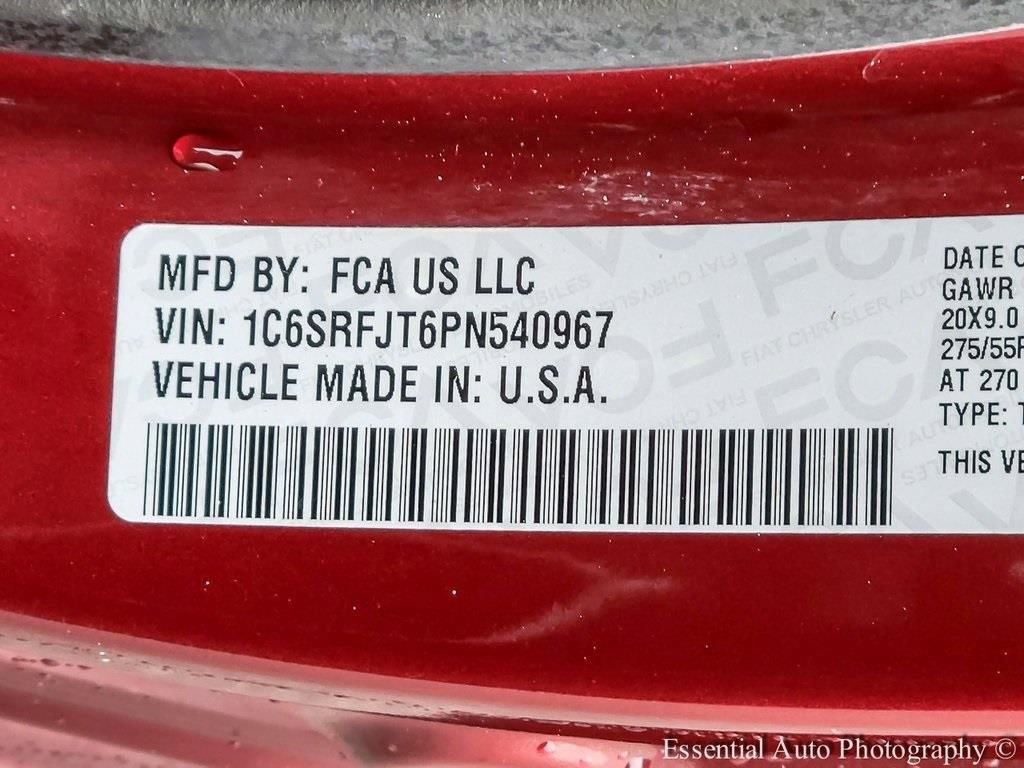 MFD BY: FCA US LLC
VIN: 1C6SRFJT6PN540967
VEHICLE MADE IN: U.S.A.
DATE O
GAWR
20X9.0
275/55R
AT 270
TYPE: T
THIS VE
Essential Auto Photography ©